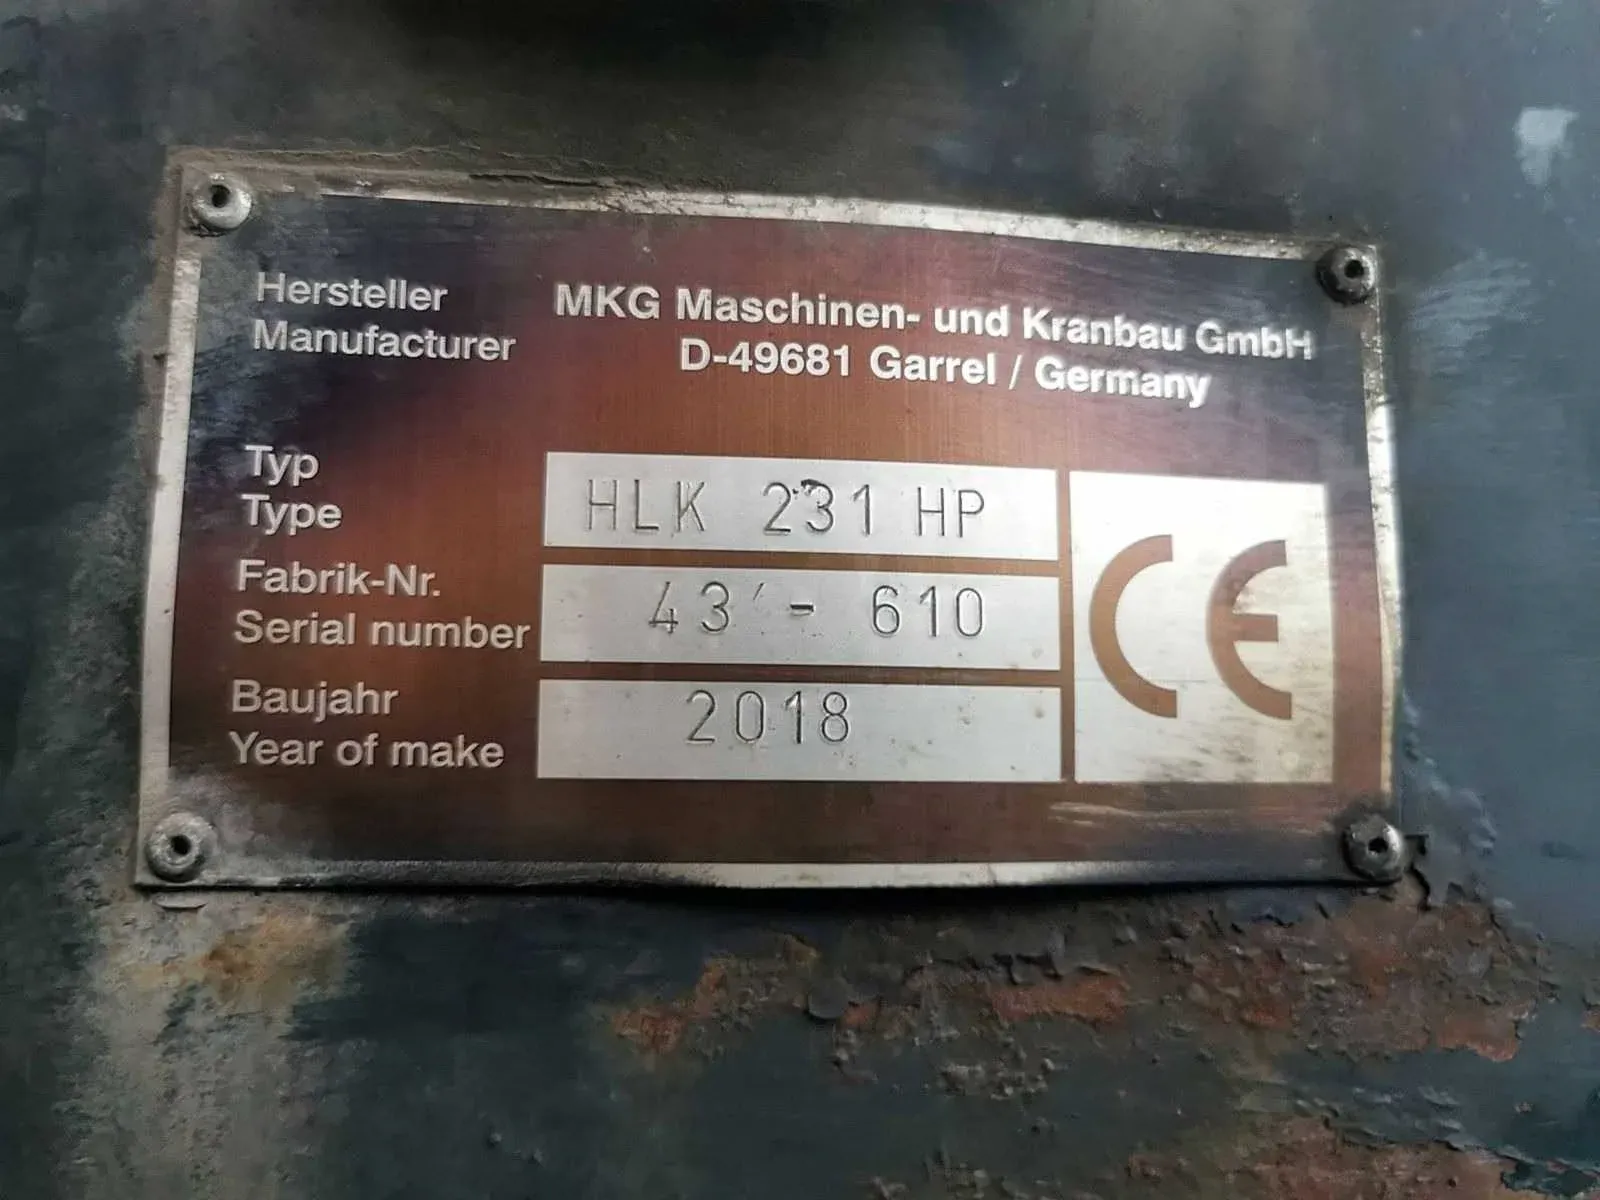 Hersteller
Manufacturer
MKG Maschinen- und Kranbau GmbH
D-49681 Garrel / Germany
Typ
Type
HLK 231 HP
Fabrik-Nr.
Serial number
43 - 610
Baujahr
Year of make
2018
CE